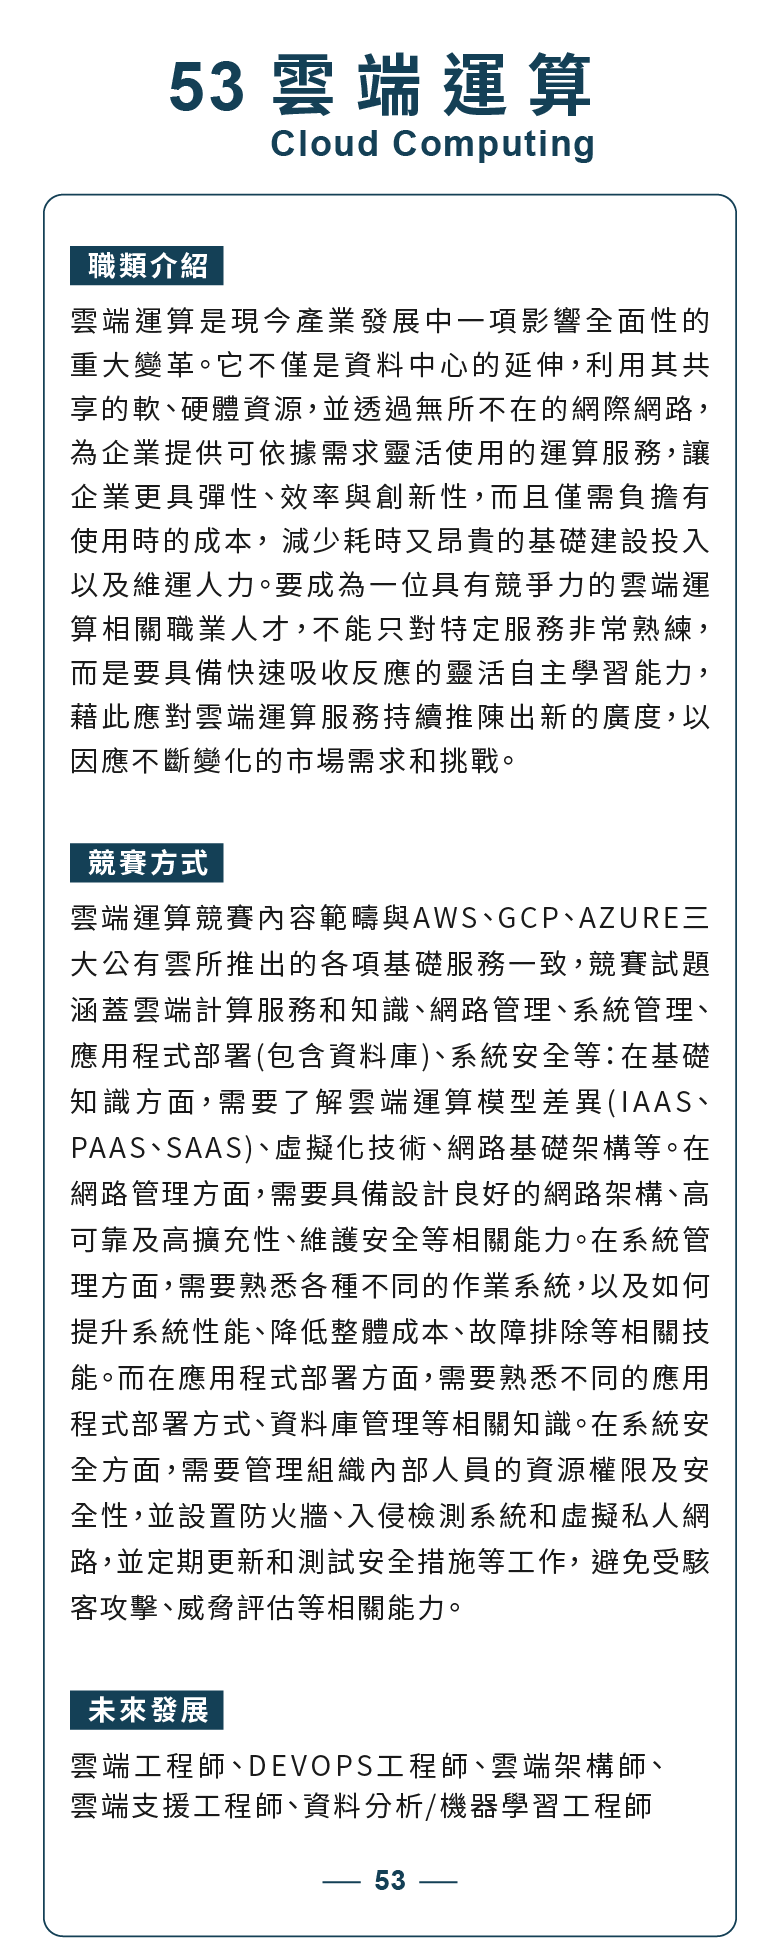 53 雲端運算
Cloud Computing
職類介紹
雲端運算是現今產業發展中一項影響全面性的
重大變革。它不僅是資料中心的延伸，利用其共
享的軟、硬體資源，並透過無所不在的網際網路，
為企業提供可依據需求靈活使用的運算服務，讓
企業更具彈性、效率與創新性，而且僅需負擔有
使用時的成本， 減少耗時又昂貴的基礎建設投入
以及維運人力。要成為一位具有競爭力的雲端運
算相關職業人才，不能只對特定服務非常熟練，
而是要具備快速吸收反應的靈活自主學習能力，
藉此應對雲端運算服務持續推陳出新的廣度，以
因應不斷變化的市場需求和挑戰。
競賽方式
雲端運算競賽內容範疇與AWS、GCP、AZURE三
大公有雲所推出的各項基礎服務一致，競賽試題
涵蓋雲端計算服務和知識、網路管理、系統管理、
應用程式部署(包含資料庫)、系統安全等：在基礎
知識方面，需要了解雲端運算模型差異(IAAS、
PAAS、SAAS)、虛擬化技術、網路基礎架構等。在
網路管理方面，需要具備設計良好的網路架構、高
可靠及高擴充性、維護安全等相關能力。在系統管
理方面，需要熟悉各種不同的作業系統，以及如何
提升系統性能、降低整體成本、故障排除等相關技
能。而在應用程式部署方面，需要熟悉不同的應用
程式部署方式、資料庫管理等相關知識。在系統安
全方面，需要管理組織內部人員的資源權限及安
全性，並設置防火牆、入侵檢測系統和虛擬私人網
路，並定期更新和測試安全措施等工作， 避免受駭
客攻擊、威脅評估等相關能力。
未來發展
雲端工程師、DEVOPS工程師、雲端架構師、
雲端支援工程師、資料分析/機器學習工程師
53